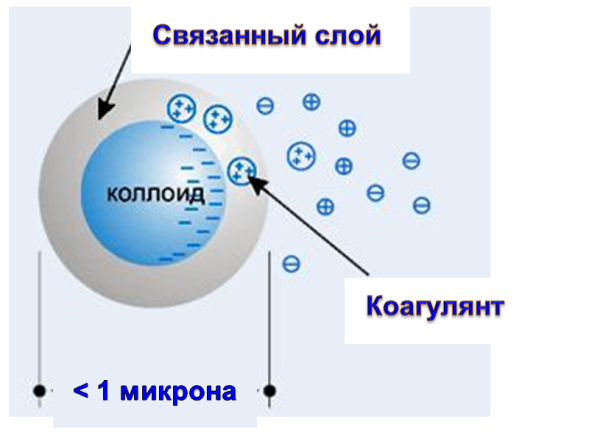 Связанный слой
коллоид
Коагулянт
< 1 микрона